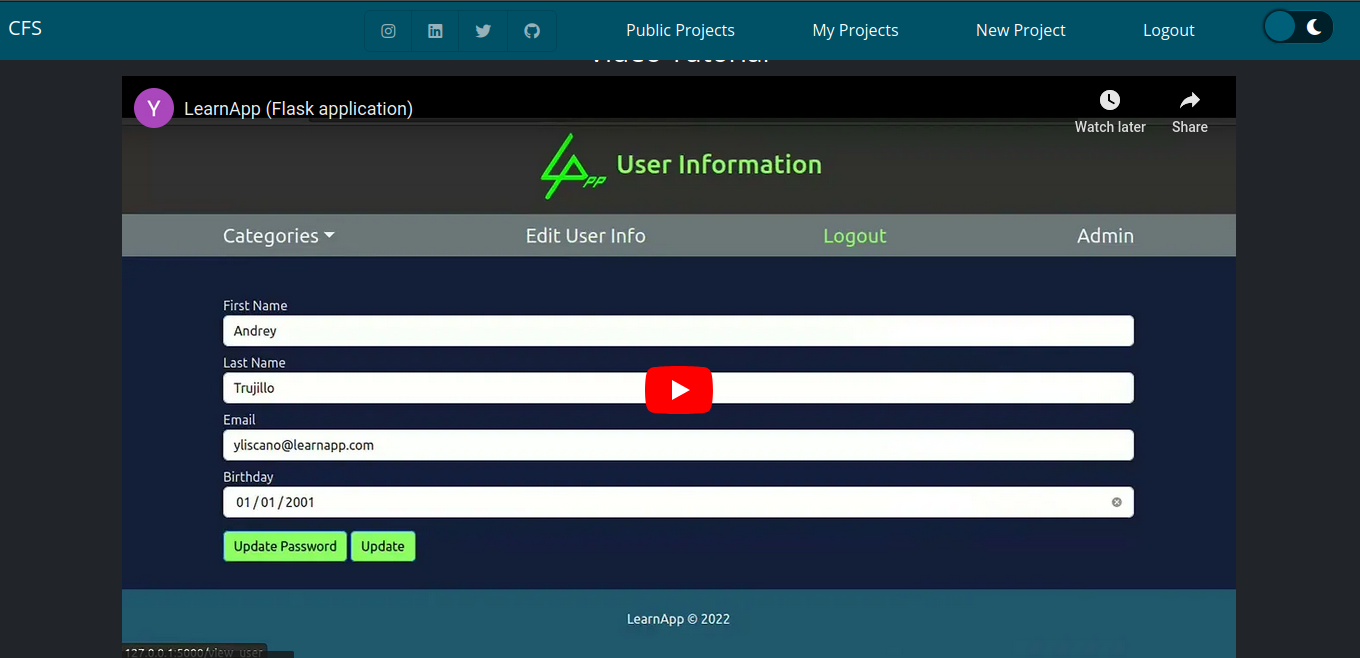 CFS Public Projects My Projects New Project Logout
Video Tutorial
Y LearnApp (Flask application)
Watch later Share
LApp User Information
Categories Edit User Info Logout Admin
First Name
Andrey
Last Name
Trujillo
Email
yliscano@learnapp.com
Birthday
01/01/2001
Update Password Update
LearnApp © 2022
127.0.0.1:5000/view_user